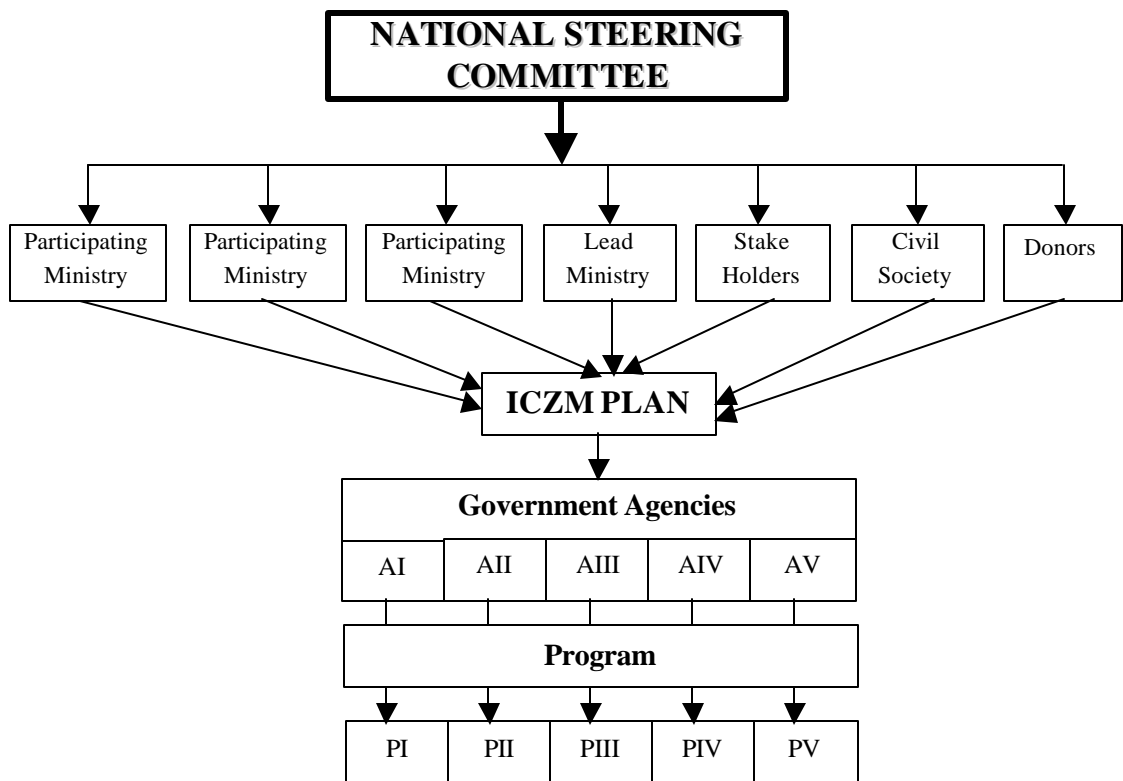 NATIONAL STEERING
COMMITTEE
Participating
Ministry
Participating
Ministry
Participating
Ministry
Lead
Ministry
Stake
Holders
Civil
Society
Donors
ICZM PLAN
Government Agencies
AI
AII
AIII
AIV
AV
Program
PI
PII
PIII
PIV
PV